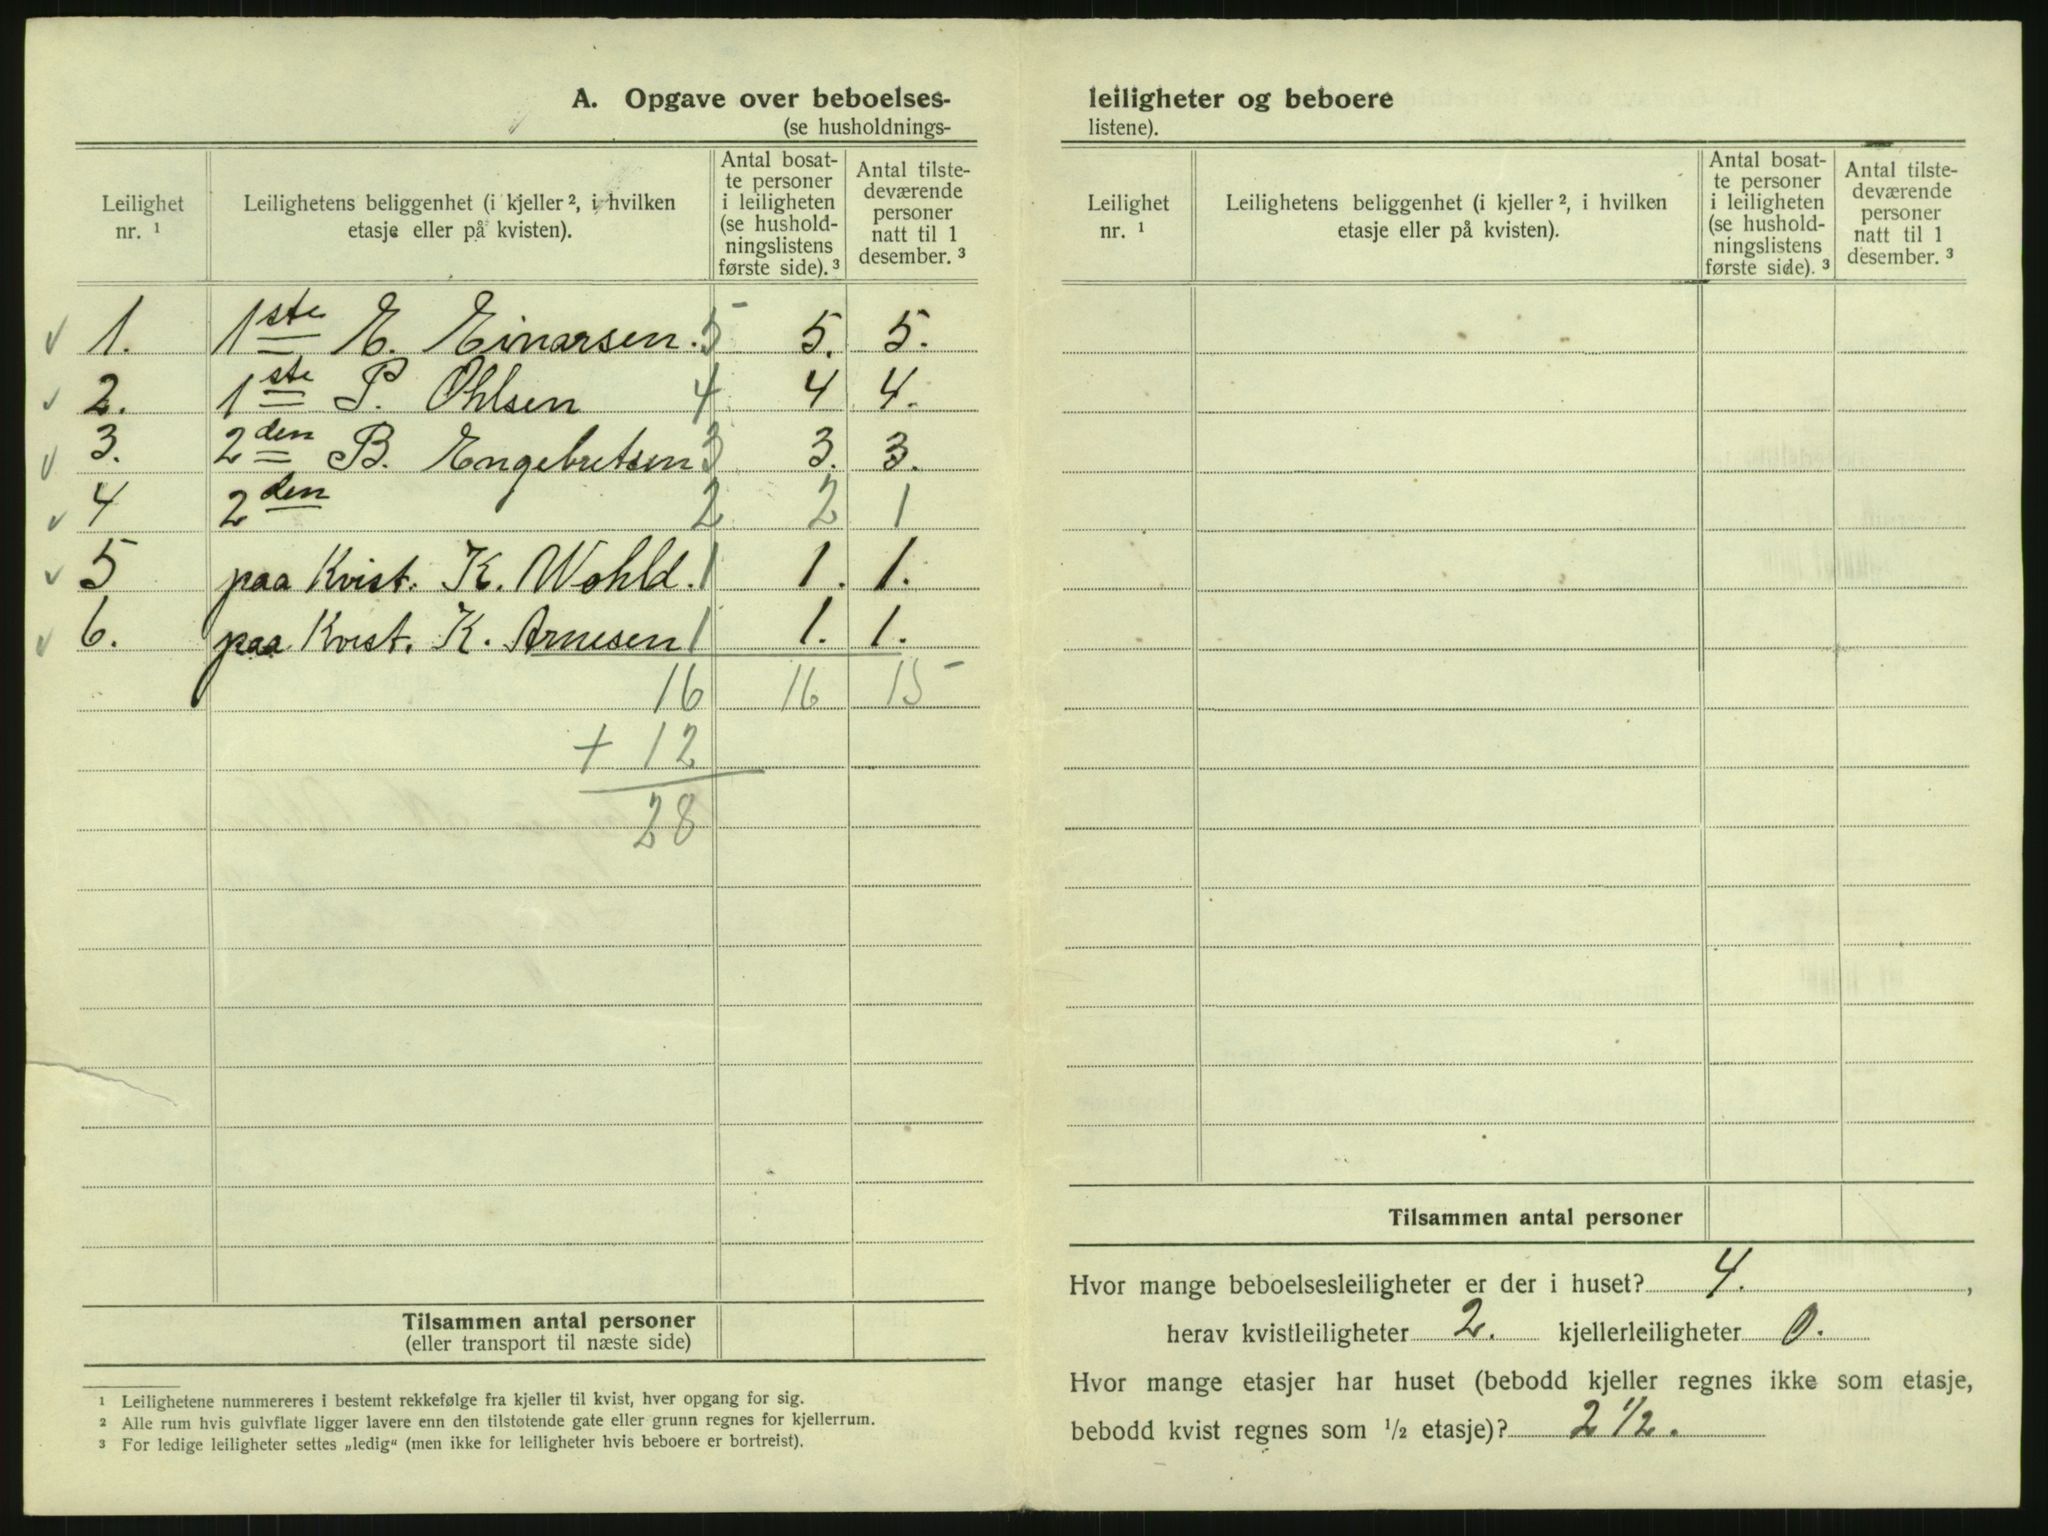 A. Opgave over beboelses-
(se husholdnings-
Leilighet nr. ¹ | Leilighetens beliggenhet (i kjeller ², i hvilken etasje eller på kvisten). | Antal bosatte personer i leiligheten (se husholdningslistens første side). ³ | Antal tilstedeværende personer natt til 1 desember. ³
1. 1ste E. Einarsen. 5 5. 5.
2. 1ste P. Ohlsen 4 4 4.
3. 2den B. Engebretsen 3 3. 3.
4 2den 2 2 1
5 paa Kvist. K. Wohld. 1 1. 1.
6. paa Kvist. K. Arnesen 1 1. 1.
16 16 15
+ 12
28
Tilsammen antal personer
(eller transport til næste side)
¹ Leilighetene nummereres i bestemt rekkefølge fra kjeller til kvist, hver opgang for sig.
² Alle rum hvis gulvflate ligger lavere enn den tilstøtende gate eller grunn regnes for kjellerrum.
³ For ledige leiligheter settes „ledig“ (men ikke for leiligheter hvis beboere er bortreist).
leiligheter og beboere
listene).
Leilighet nr. ¹ | Leilighetens beliggenhet (i kjeller ², i hvilken etasje eller på kvisten). | Antal bosatte personer i leiligheten (se husholdningslistens første side). ³ | Antal tilstedeværende personer natt til 1 desember. ³
Tilsammen antal personer
Hvor mange beboelsesleiligheter er der i huset? 4. ,
herav kvistleiligheter 2. kjellerleiligheter 0.
Hvor mange etasjer har huset (bebodd kjeller regnes ikke som etasje,
bebodd kvist regnes som ½ etasje)? 2 ½.